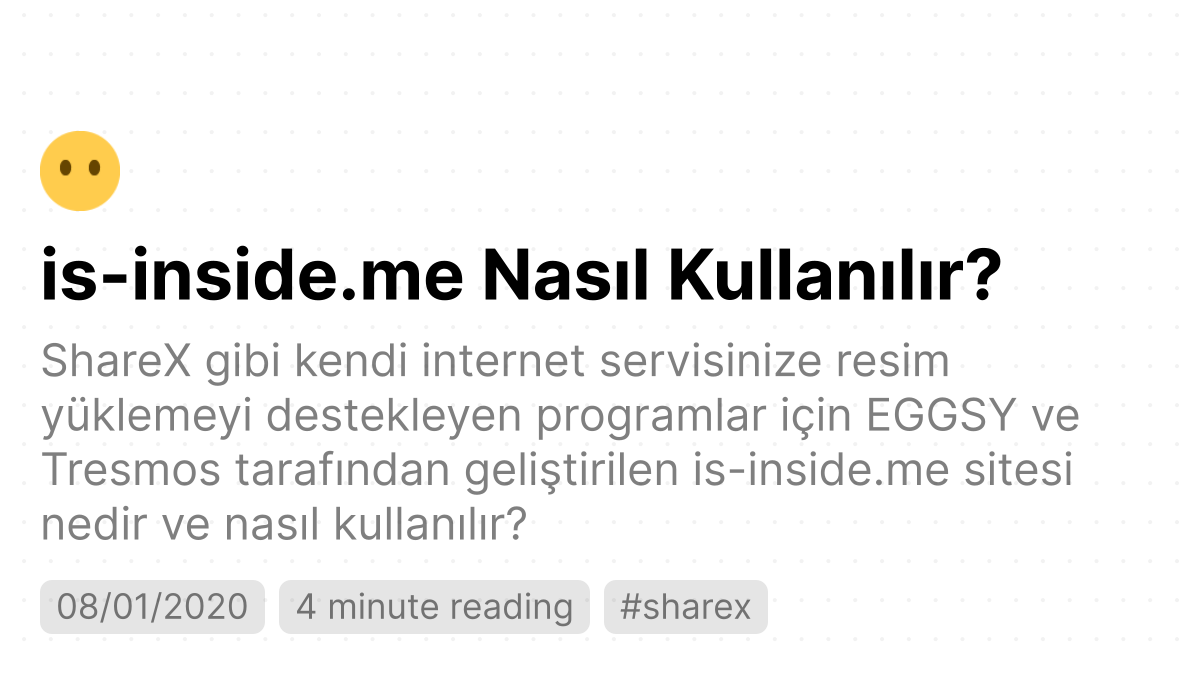 is-inside.me Nasıl Kullanılır?
ShareX gibi kendi internet servisinize resim
yüklemeyi destekleyen programlar için EGGSY ve
Tresmos tarafından geliştirilen is-inside.me sitesi
nedir ve nasıl kullanılır?
08/01/2020 4 minute reading #sharex